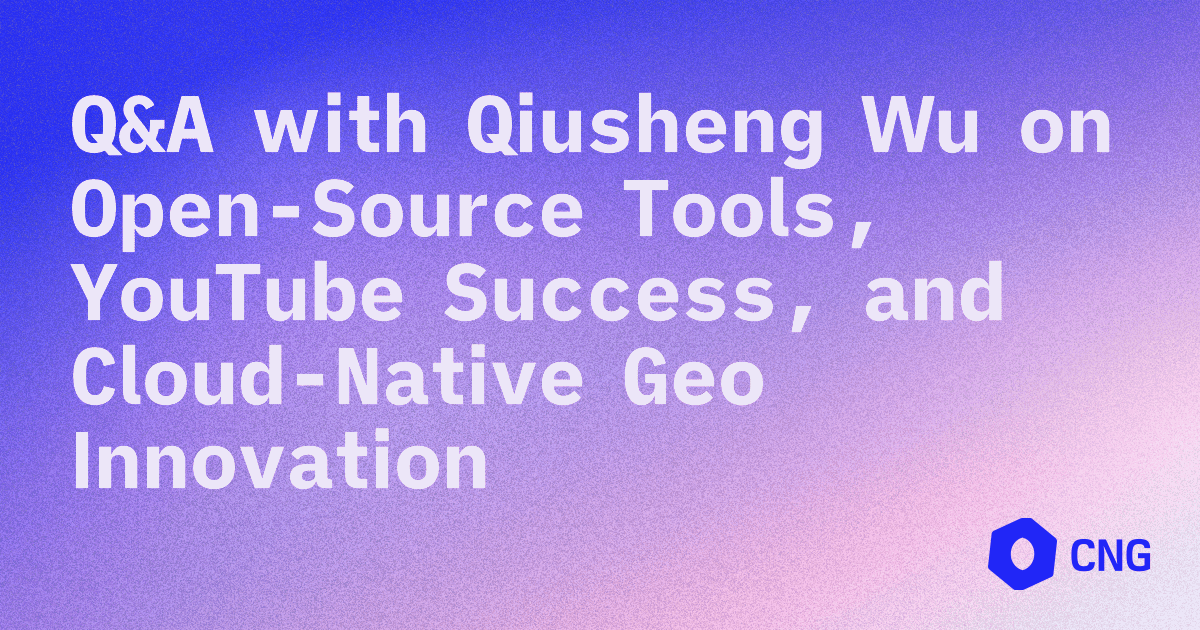 Q&A with Qiusheng Wu on
Open-Source Tools,
YouTube Success, and
Cloud-Native Geo
Innovation
CNG